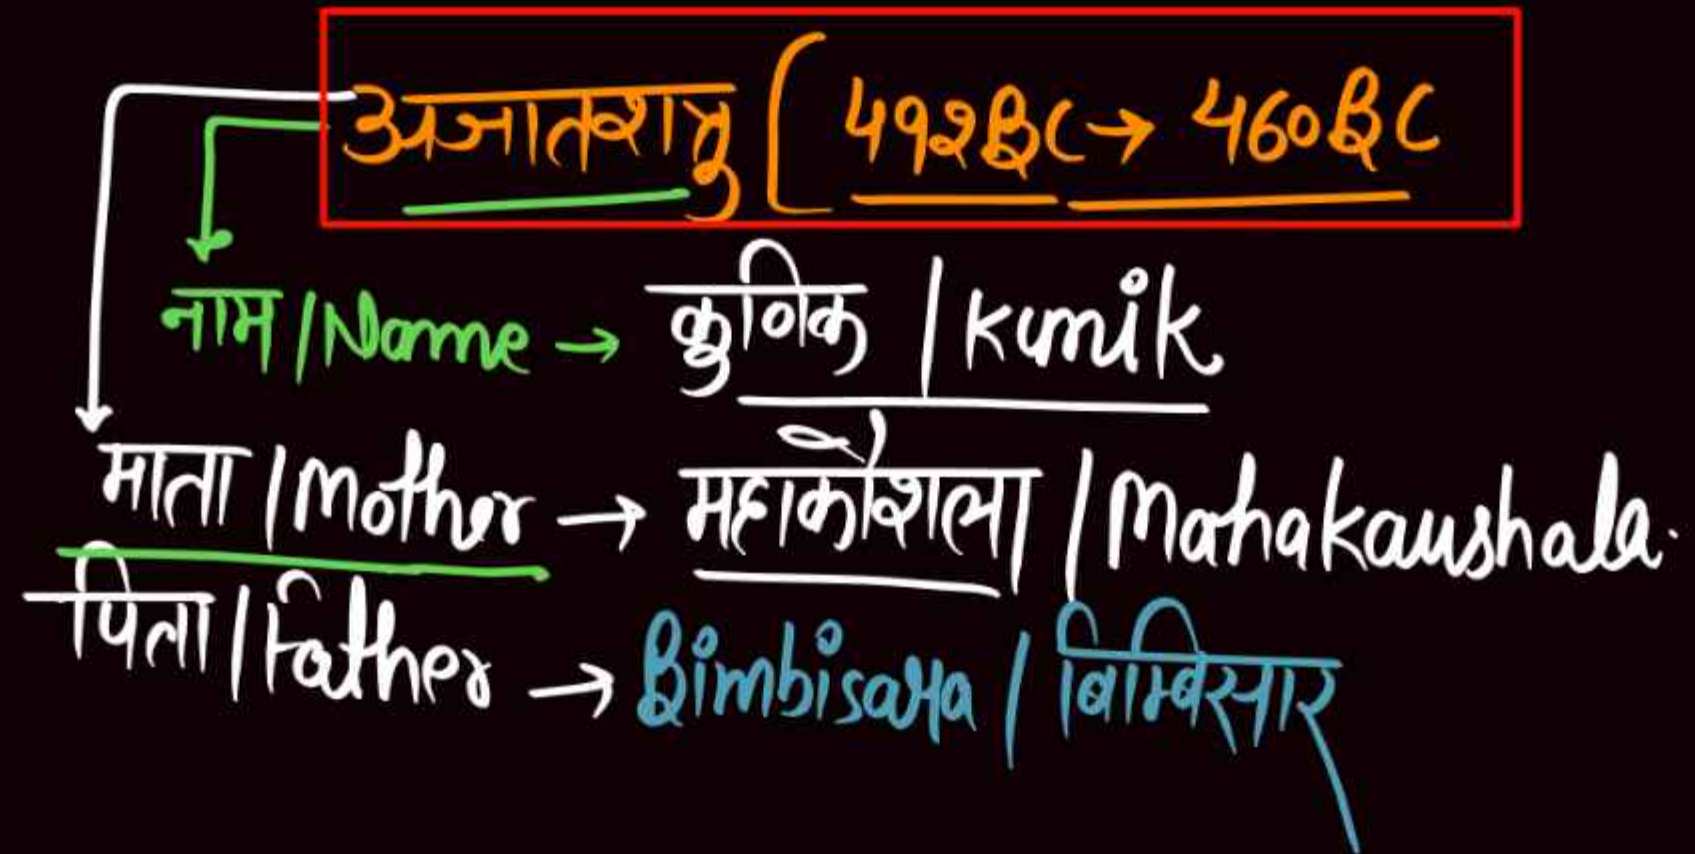 अजातशत्रु ( 492BC → 460BC
नाम / Name → कुणिक / Kunik
माता / Mother → महाकौशला / Mahakaushala.
पिता / Father → Bimbisara / बिम्बिसार